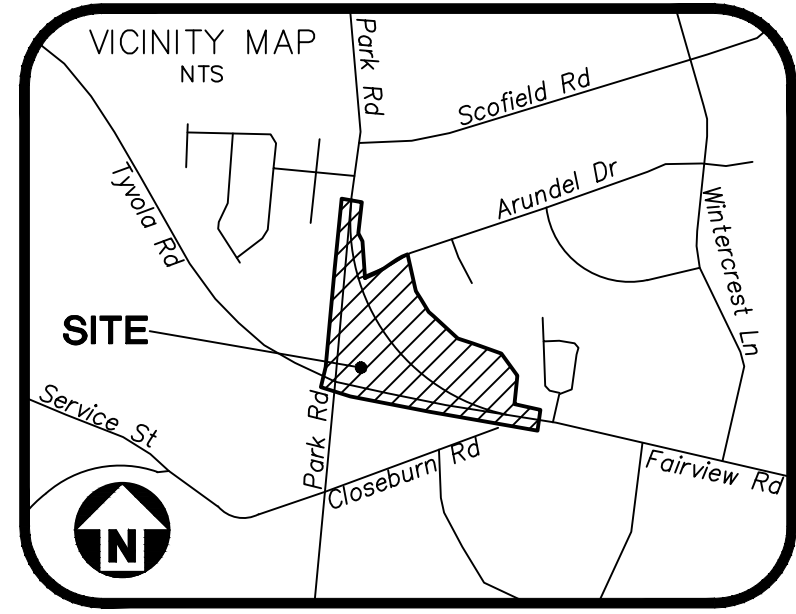 VICINITY MAP
NTS
Park Rd
Scofield Rd
Tyvola Rd
Arundel Dr
Wintercrest Ln
SITE
Service St
Park Rd
Closeburn Rd
Fairview Rd
N